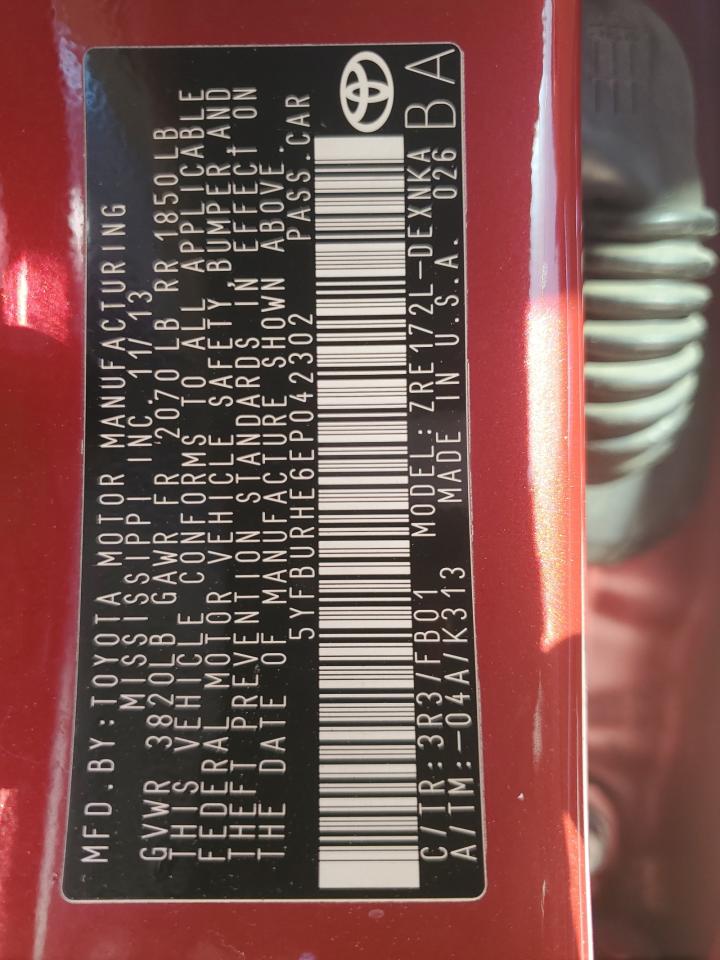 MFD.BY:TOYOTA MOTOR MANUFACTURING
MISSISSIPPI INC. 11/13
GVWR 3820LB GAWR FR 2070 LB RR 1850LB
THIS VEHICLE CONFORMS TO ALL APPLICABLE
FEDERAL MOTOR VEHICLE SAFETY, BUMPER AND
THEFT PREVENTION STANDARDS IN EFFECT ON
THE DATE OF MANUFACTURE SHOWN ABOVE.
5YFBURHE6EP042302 PASS.CAR
C/TR:3R3/FB01 MODEL:ZRE172L-DEXNKA
A/TM:-04A/K313 MADE IN U.S.A. 026
BA